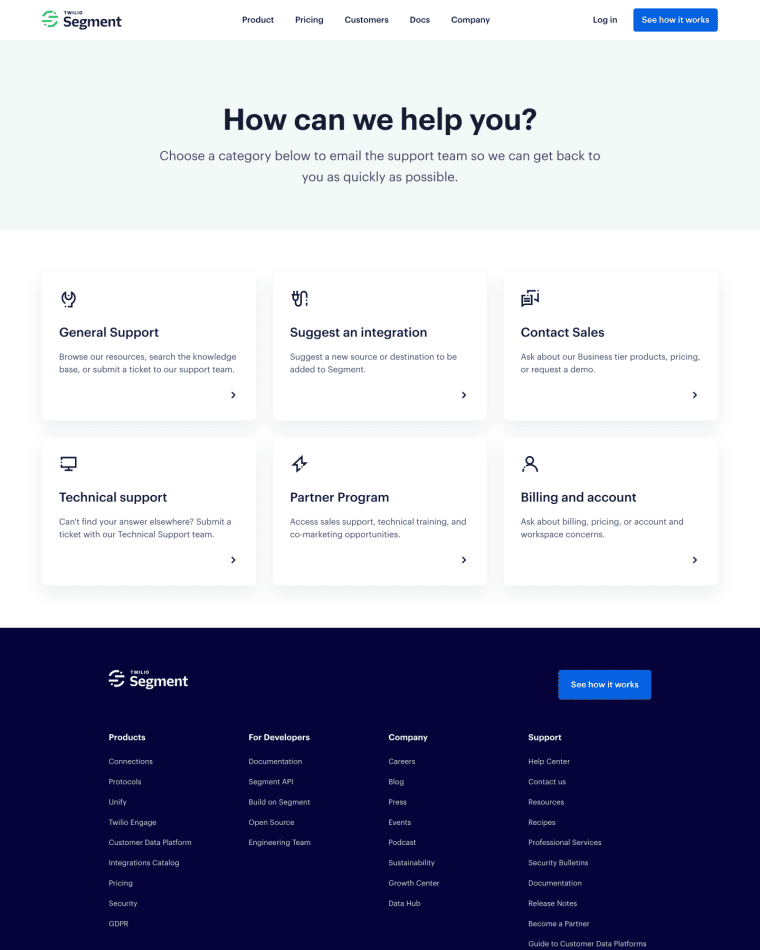 TWILIO
Segment
Product
Pricing
Customers
Docs
Company
Log in
See how it works
How can we help you?
Choose a category below to email the support team so we can get back to
you as quickly as possible.
General Support
Browse our resources, search the knowledge
base, or submit a ticket to our support team.
Suggest an integration
Suggest a new source or destination to be
added to Segment.
Contact Sales
Ask about our Business tier products, pricing,
or request a demo.
Technical support
Can't find your answer elsewhere? Submit a
ticket with our Technical Support team.
Partner Program
Access sales support, technical training, and
co-marketing opportunities.
Billing and account
Ask about billing, pricing, or account and
workspace concerns.
TWILIO
Segment
See how it works
Products
Connections
Protocols
Unify
Twilio Engage
Customer Data Platform
Integrations Catalog
Pricing
Security
GDPR
For Developers
Documentation
Segment API
Build on Segment
Open Source
Engineering Team
Company
Careers
Blog
Press
Events
Podcast
Sustainability
Growth Center
Data Hub
Support
Help Center
Contact us
Resources
Recipes
Professional Services
Security Bulletins
Documentation
Release Notes
Become a Partner
Guide to Customer Data Platforms